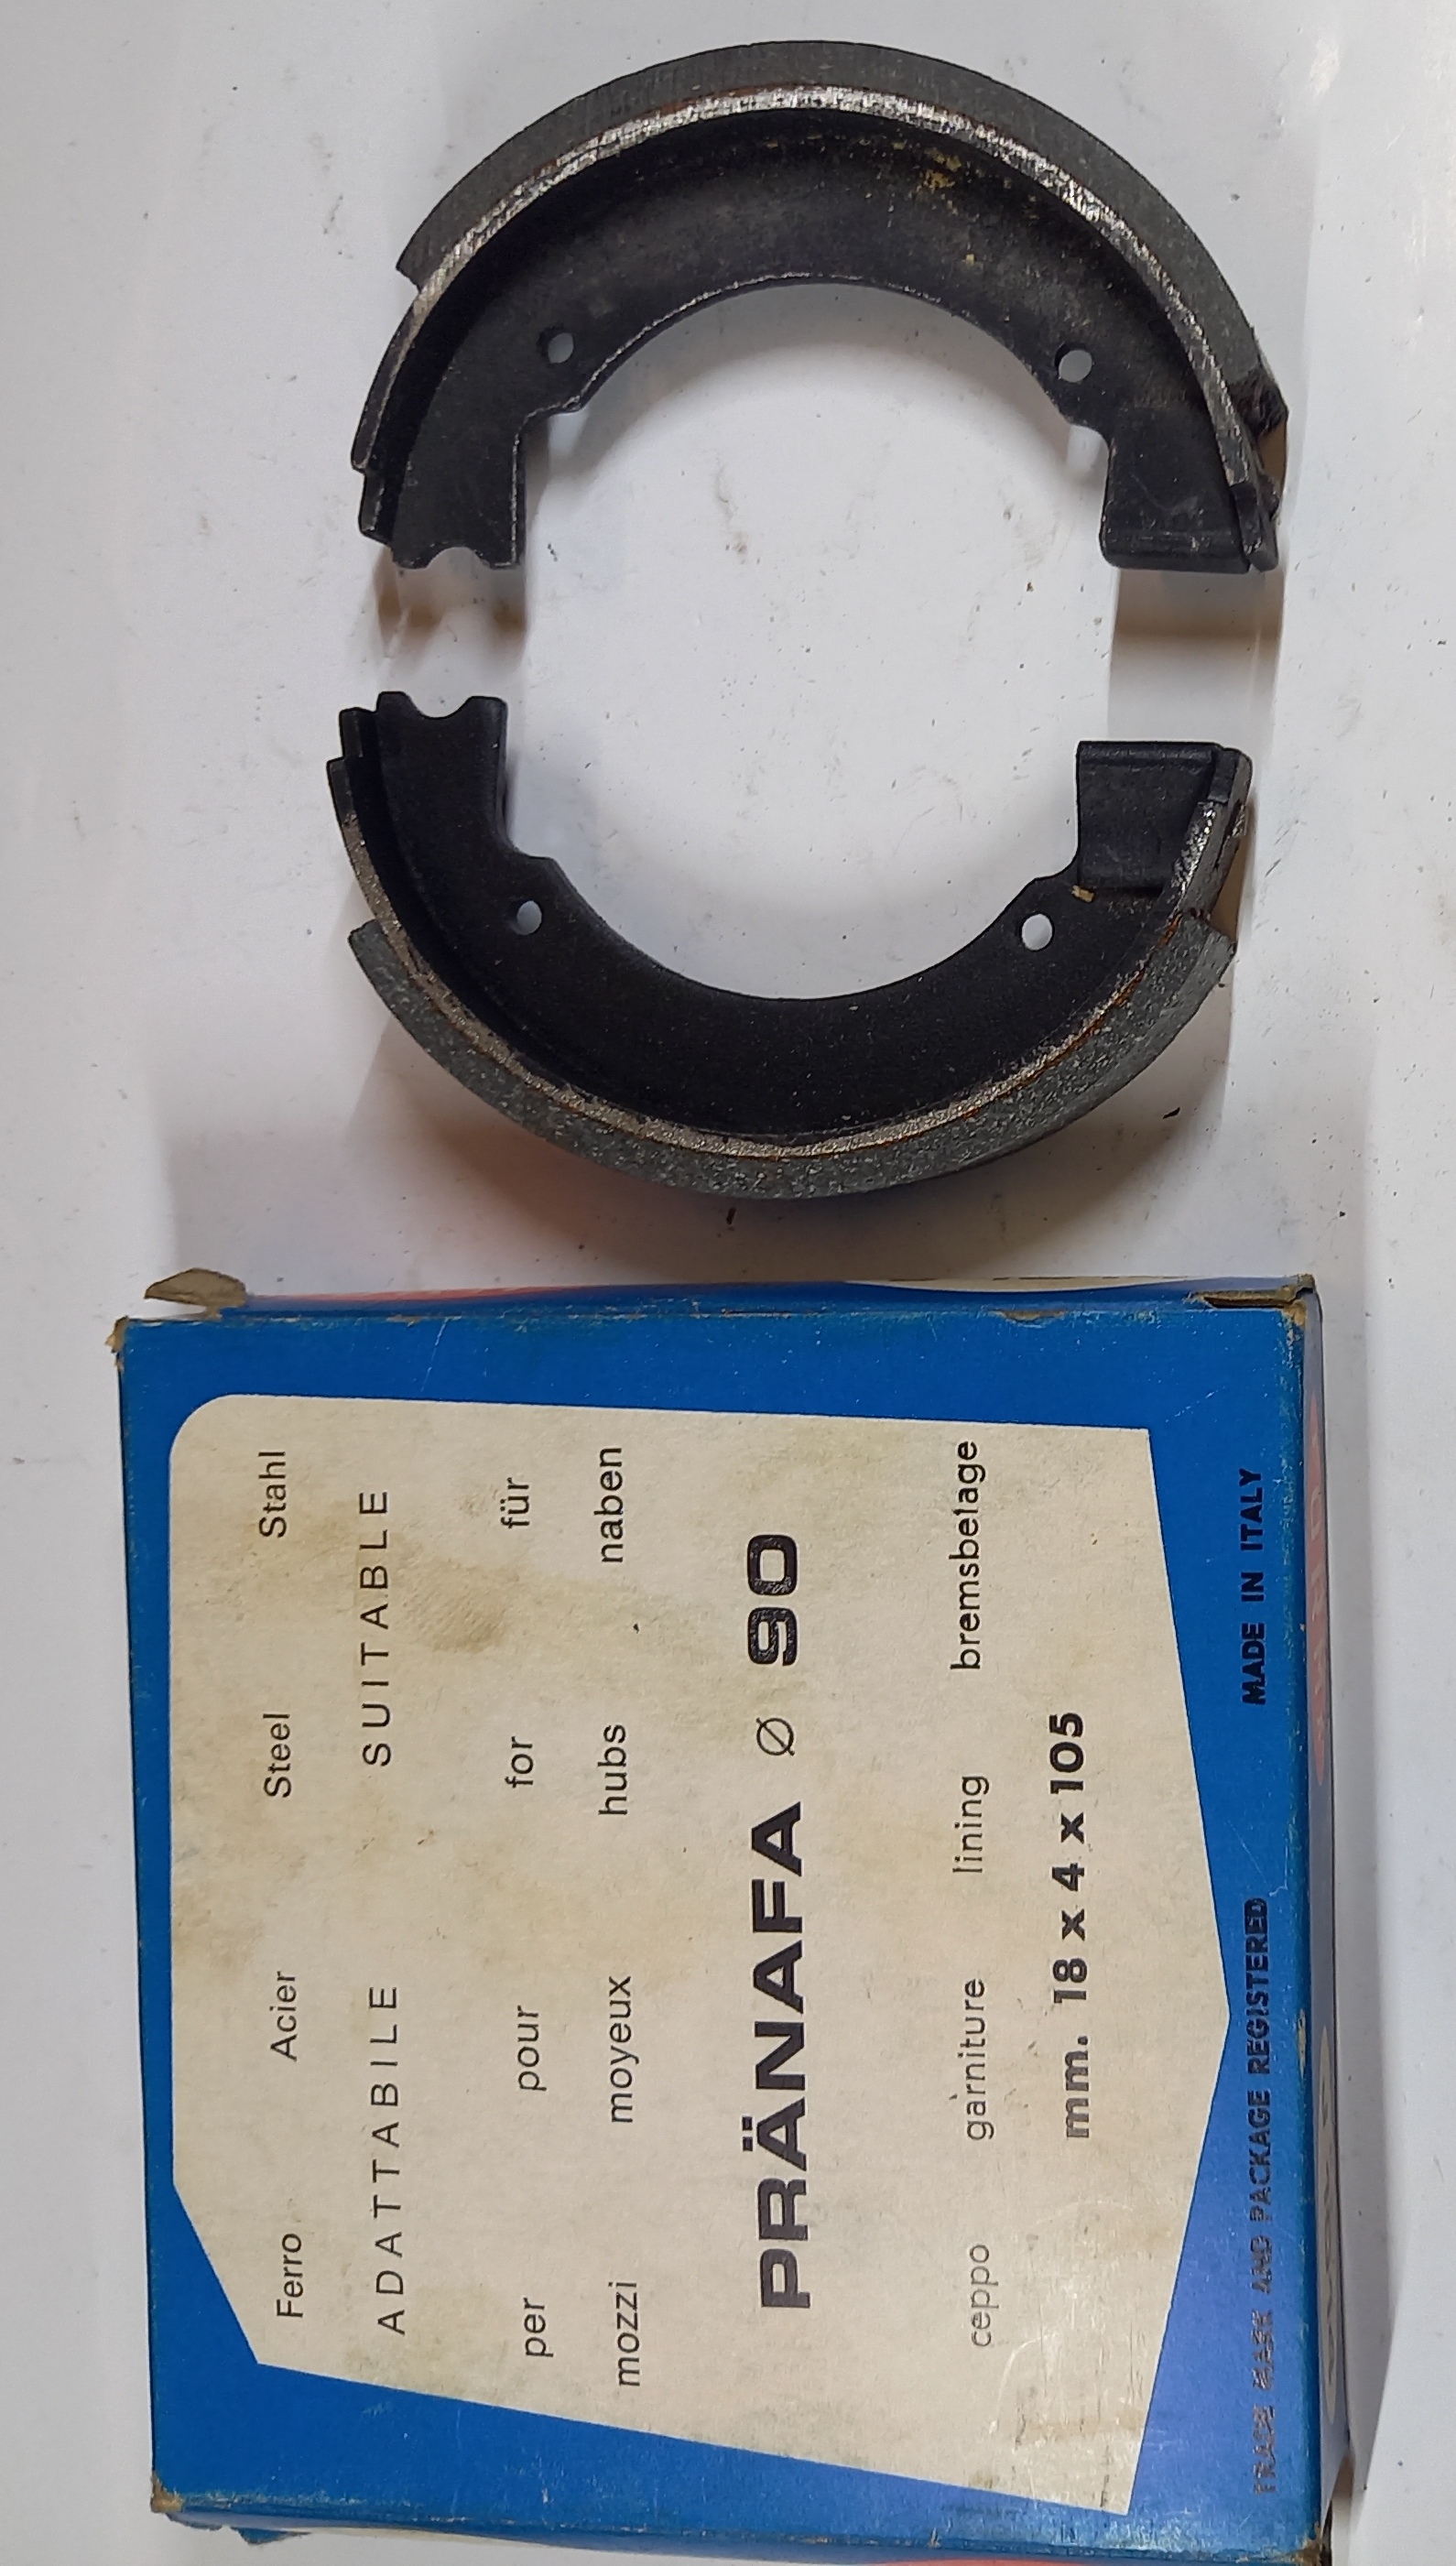 Ferro Acier Steel Stahl
ADATTABILE SUITABLE
per pour for für
mozzi moyeux hubs naben
PRÄNAFA Ø 90
ceppo garniture lining bremsbelage
mm. 18 x 4 x 105
TRADE MARK AND PACKAGE REGISTERED MADE IN ITALY